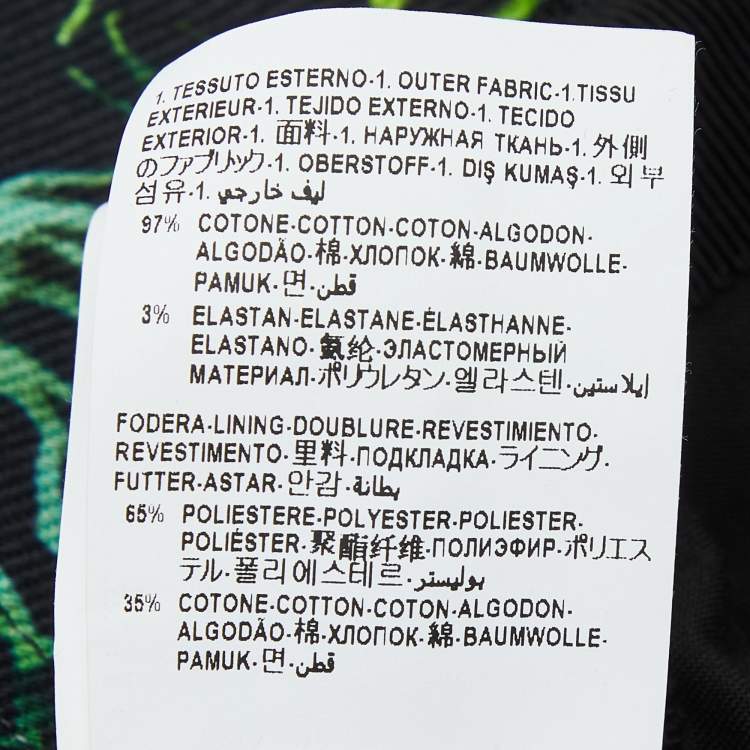 1. TESSUTO ESTERNO-1. OUTER FABRIC-1.TISSU
EXTERIEUR-1. TEJIDO EXTERNO-1. TECIDO
EXTERIOR-1. 面料-1. НАРУЖНАЯ ТКАНЬ-1. 外側
のファブリック-1. OBERSTOFF-1. DIŞ KUMAŞ-1. 외부
섬유-1. ليف خارجي
97% COTONE-COTTON-COTON-ALGODON-
ALGODÃO-棉-ХЛОПОК-綿-BAUMWOLLE-
PAMUK-면-قطن
3% ELASTAN-ELASTANE-ÉLASTHANNE-
ELASTANO-氨纶-ЭЛАСТОМЕРНЫЙ
МАТЕРИАЛ-ポリウレタン-엘라스텐-إيلاستين
FODERA-LINING-DOUBLURE-REVESTIMIENTO-
REVESTIMENTO-里料-ПОДКЛАДКА-ライニング-
FUTTER-ASTAR-안감-بطانة
65% POLIESTERE-POLYESTER-POLIESTER-
POLIÉSTER-聚酯纤维-ПОЛИЭФИР-ポリエス
テル-폴리에스테르-بوليستر
35% COTONE-COTTON-COTON-ALGODON-
ALGODÃO-棉-ХЛОПОК-綿-BAUMWOLLE-
PAMUK-면-قطن